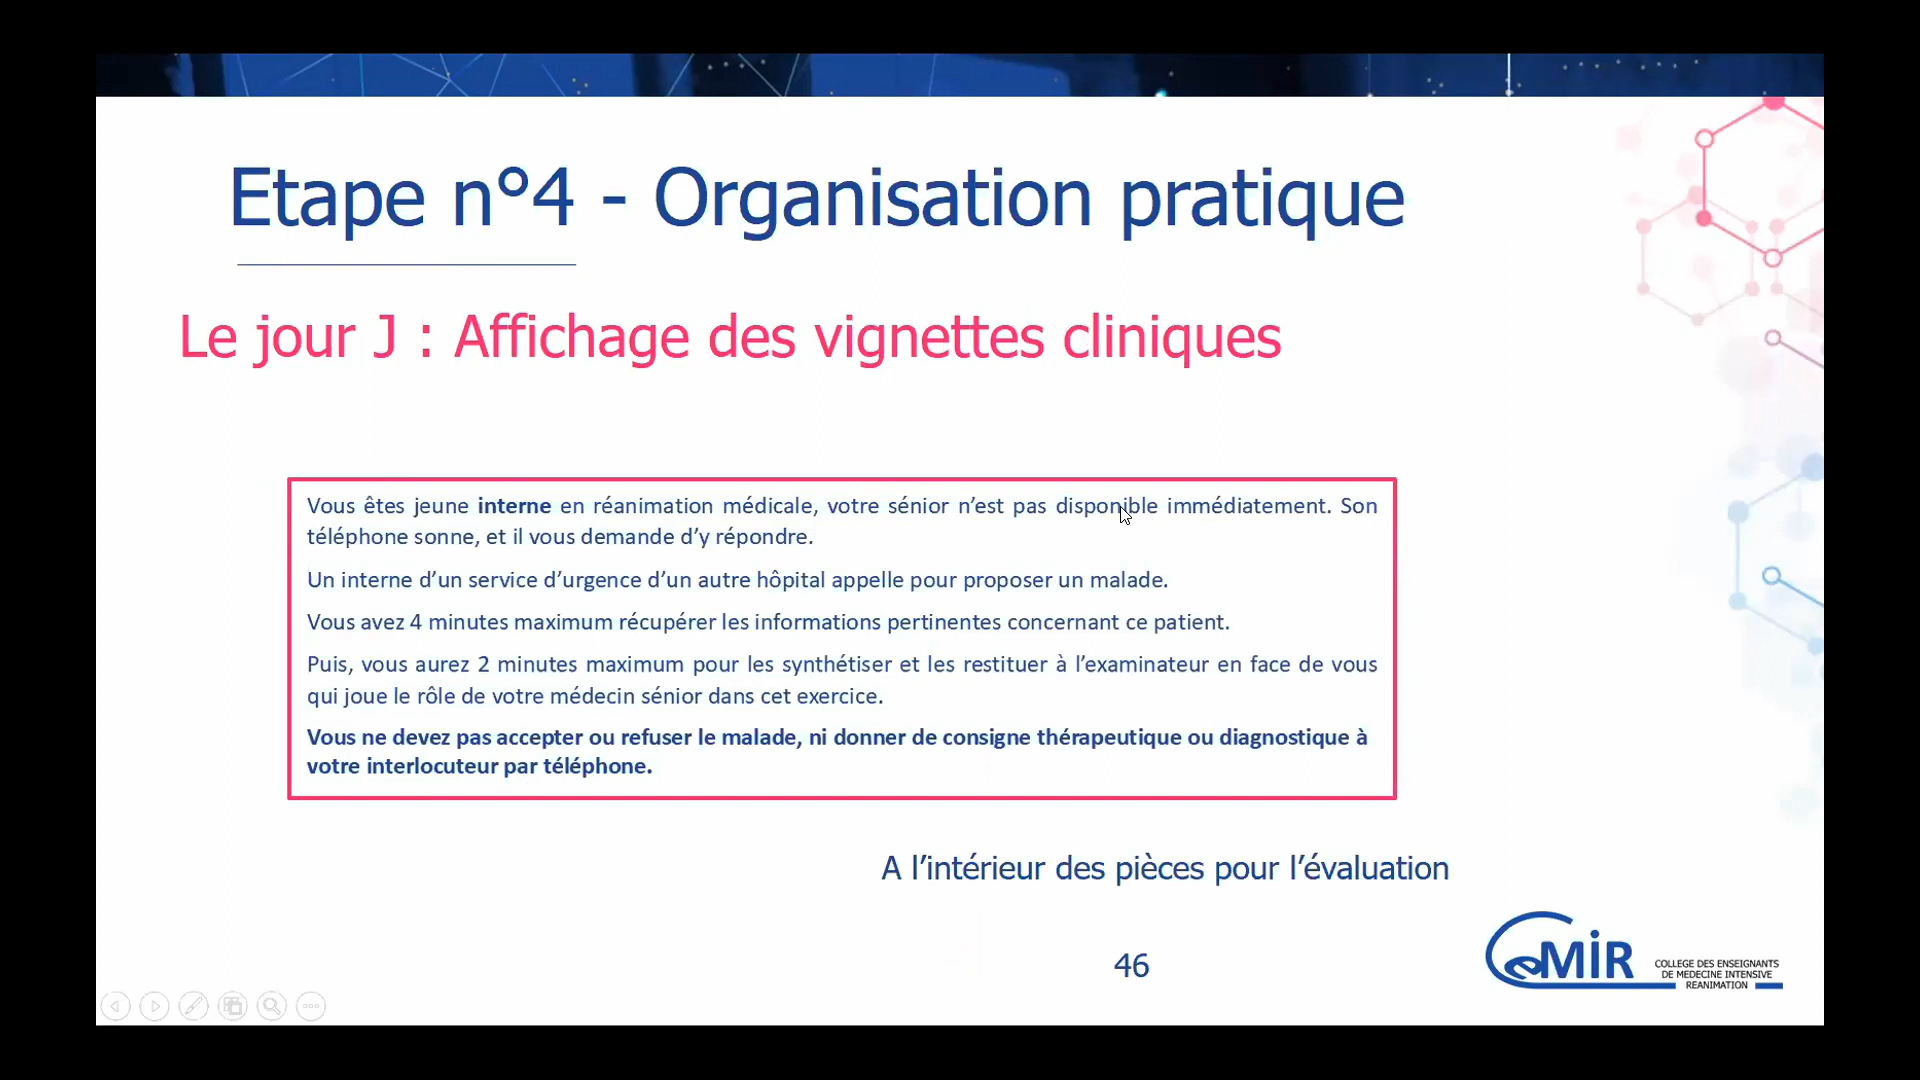 Etape n°4 - Organisation pratique
Le jour J : Affichage des vignettes cliniques
Vous êtes jeune interne en réanimation médicale, votre sénior n’est pas disponible immédiatement. Son
téléphone sonne, et il vous demande d’y répondre.
Un interne d’un service d’urgence d’un autre hôpital appelle pour proposer un malade.
Vous avez 4 minutes maximum récupérer les informations pertinentes concernant ce patient.
Puis, vous aurez 2 minutes maximum pour les synthétiser et les restituer à l’examinateur en face de vous
qui joue le rôle de votre médecin sénior dans cet exercice.
Vous ne devez pas accepter ou refuser le malade, ni donner de consigne thérapeutique ou diagnostique à
votre interlocuteur par téléphone.
A l’intérieur des pièces pour l’évaluation
46
CeMIR
COLLEGE DES ENSEIGNANTS
DE MEDECINE INTENSIVE
REANIMATION